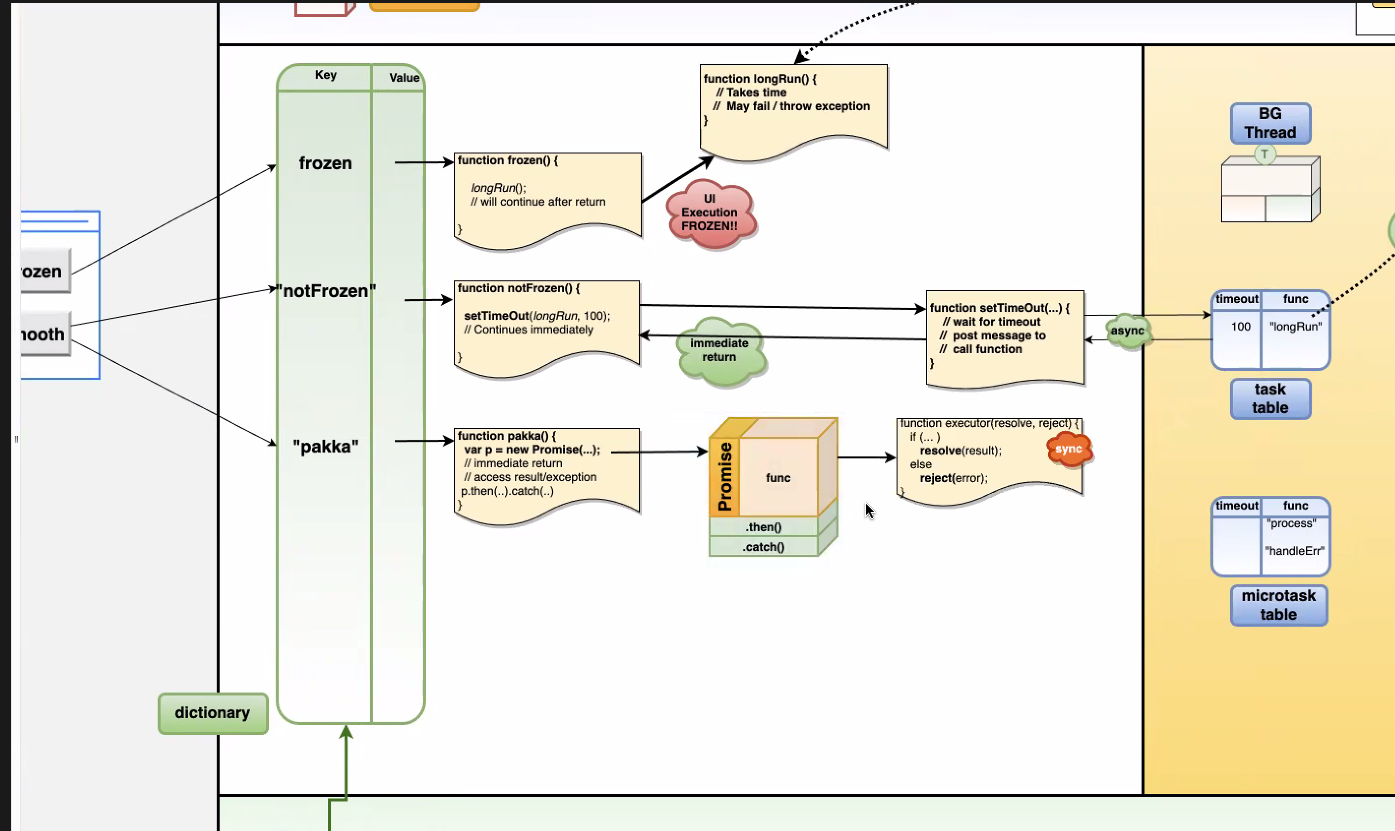 Key
Value
frozen
"notFrozen"
"pakka"
dictionary
ozen
nooth
"
function frozen() {
longRun();
// will continue after return
}
function longRun() {
// Takes time
// May fail / throw exception
}
UI
Execution
FROZEN!!
function notFrozen() {
setTimeOut(longRun, 100);
// Continues immediately
}
immediate
return
function setTimeOut(...) {
// wait for timeout
// post message to
// call function
}
async
function pakka() {
var p = new Promise(...);
// immediate return
// access result/exception
p.then(..).catch(..)
}
Promise
func
.then()
.catch()
function executor(resolve, reject) {
if (... )
resolve(result);
else
reject(error);
}
sync
BG
Thread
T
timeout func
100 "longRun"
task
table
timeout func
"process"
"handleErr"
microtask
table